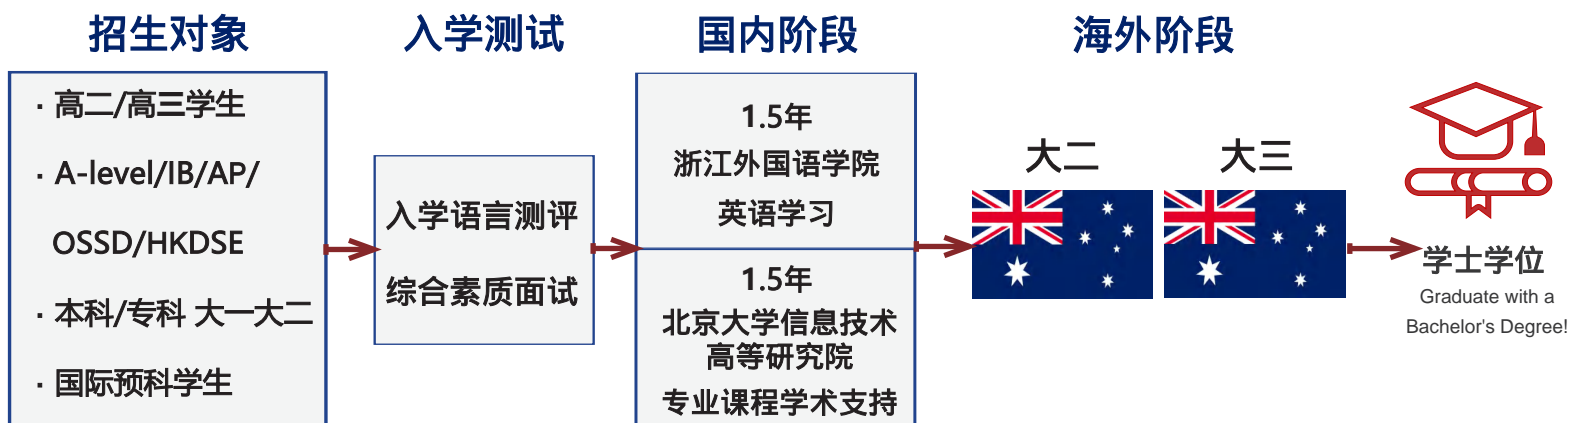 招生对象
入学测试
国内阶段
海外阶段
· 高二/高三学生
· A-level/IB/AP/
OSSD/HKDSE
· 本科/专科 大一大二
· 国际预科学生
入学语言测评
综合素质面试
1.5年
浙江外国语学院
英语学习
1.5年
北京大学信息技术
高等研究院
专业课程学术支持
大二
大三
学士学位
Graduate with a
Bachelor's Degree!